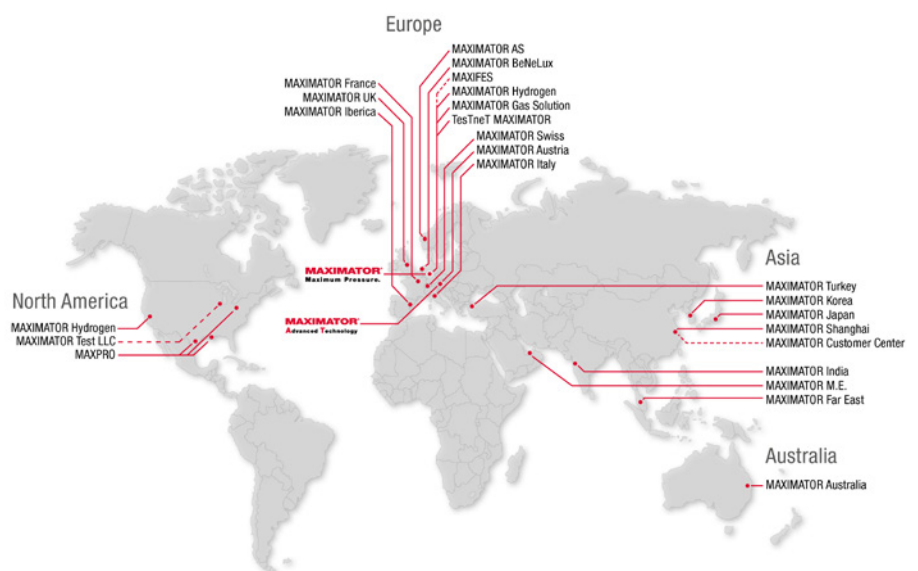 Europe
MAXIMATOR AS
MAXIMATOR BeNeLux
MAXIFES
MAXIMATOR Hydrogen
MAXIMATOR Gas Solution
TesTneT MAXIMATOR
MAXIMATOR Swiss
MAXIMATOR Austria
MAXIMATOR Italy
MAXIMATOR France
MAXIMATOR UK
MAXIMATOR Iberica
MAXIMATOR®
Maximum Pressure.
MAXIMATOR®
Advanced Technology
North America
MAXIMATOR Hydrogen
MAXIMATOR Test LLC
MAXPRO
Asia
MAXIMATOR Turkey
MAXIMATOR Korea
MAXIMATOR Japan
MAXIMATOR Shanghai
MAXIMATOR Customer Center
MAXIMATOR India
MAXIMATOR M.E.
MAXIMATOR Far East
Australia
MAXIMATOR Australia